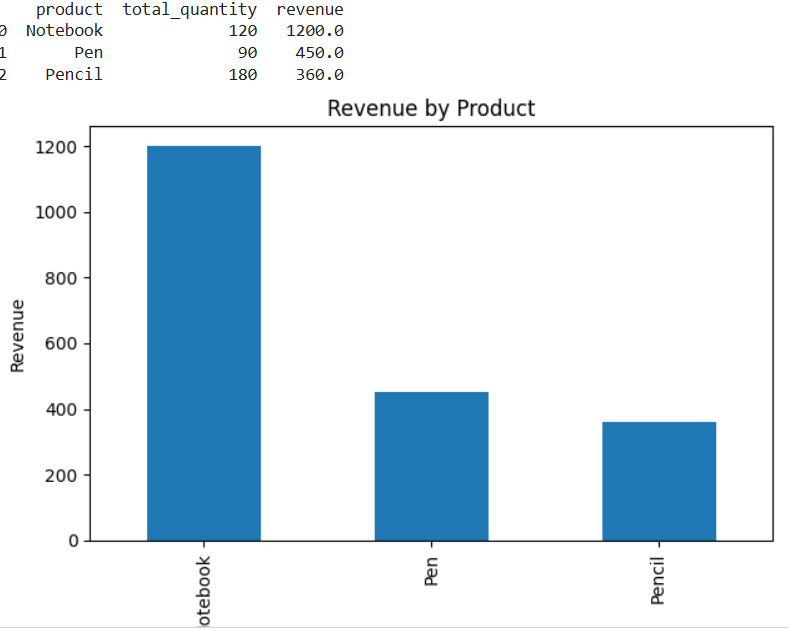 product total_quantity revenue
0 Notebook 120 1200.0
1 Pen 90 450.0
2 Pencil 180 360.0
Revenue by Product
1200
1000
800
600
400
200
0
Revenue
otebook
Pen
Pencil